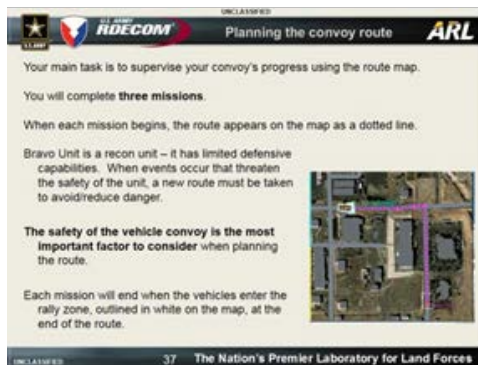 UNCLASSIFIED
U.S. ARMY
RDECOM
Planning the convoy route
ARL
U.S. ARMY
Your main task is to supervise your convoy's progress using the route map.
You will complete three missions.
When each mission begins, the route appears on the map as a dotted line.
Bravo Unit is a recon unit – it has limited defensive
capabilities. When events occur that threaten
the safety of the unit, a new route must be taken
to avoid/reduce danger.
The safety of the vehicle convoy is the most
important factor to consider when planning
the route.
Each mission will end when the vehicles enter the
rally zone, outlined in white on the map, at the
end of the route.
UNCLASSIFIED
37
The Nation's Premier Laboratory for Land Forces